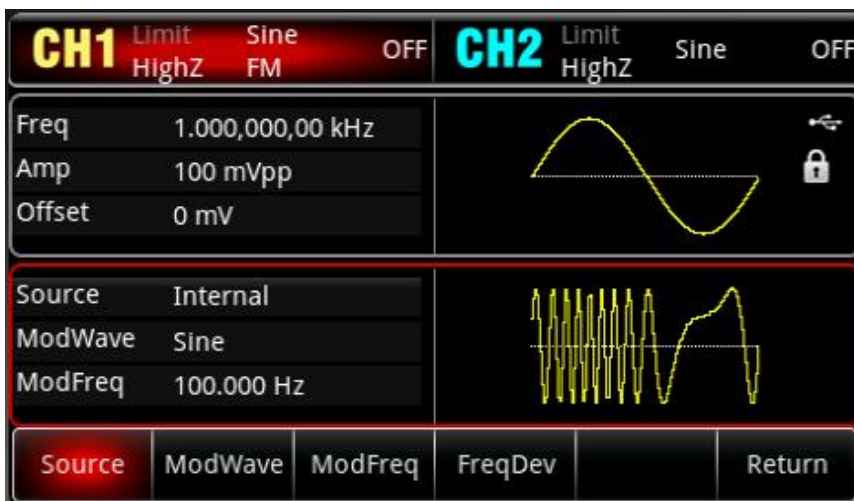 CH1 Limit Sine OFF CH2 Limit Sine OFF
HighZ FM HighZ
Freq 1.000,000,00 kHz
Amp 100 mVpp
Offset 0 mV
Source Internal
ModWave Sine
ModFreq 100.000 Hz
Source ModWave ModFreq FreqDev Return